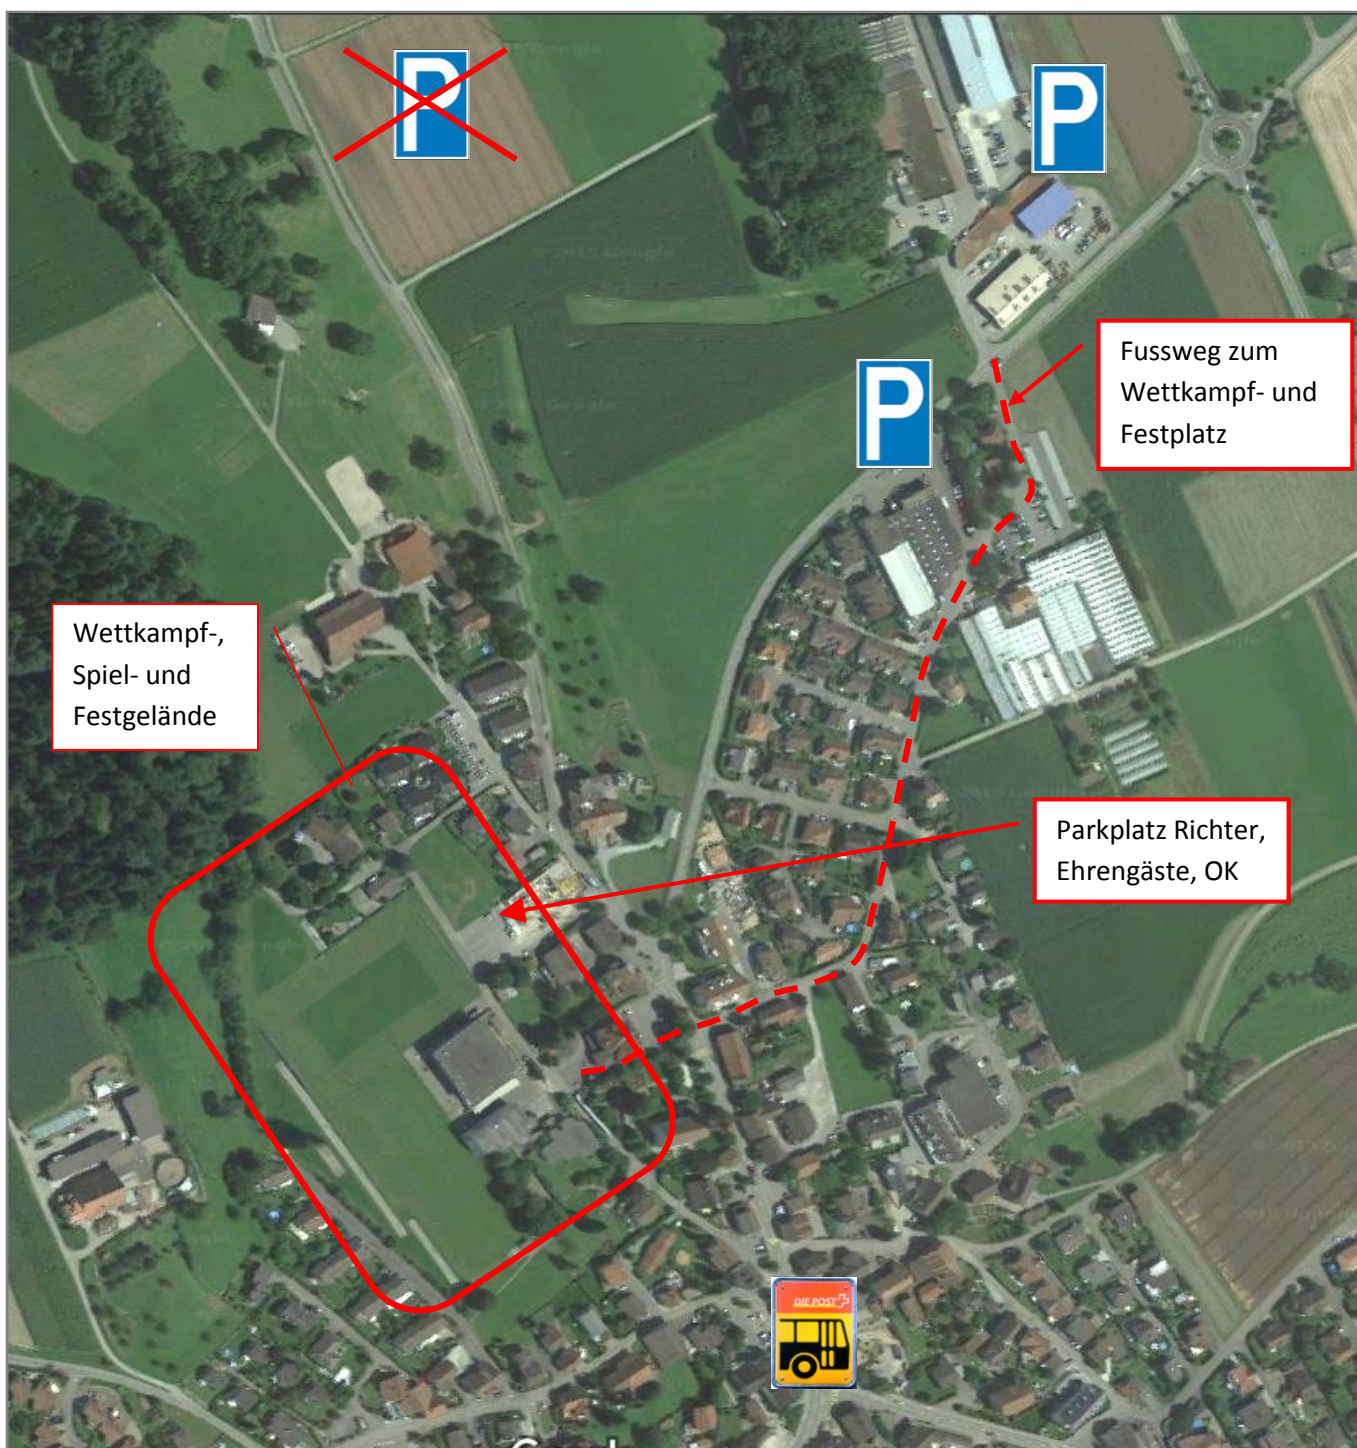 P
P
Fussweg zum
Wettkampf- und
Festplatz
P
Wettkampf-,
Spiel- und
Festgelände
Parkplatz Richter,
Ehrengäste, OK
DIE POST